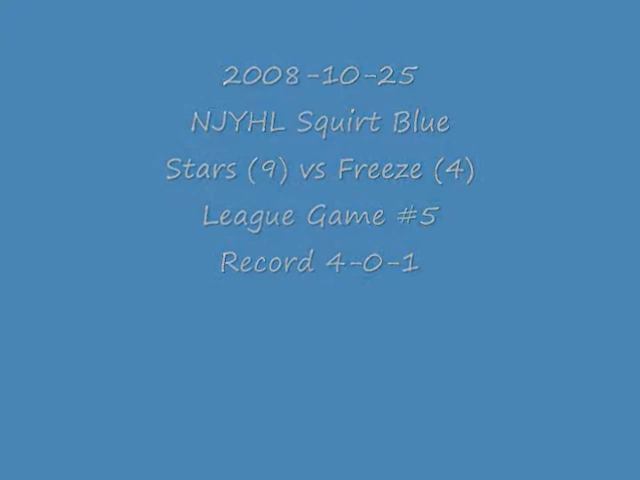 2008-10-25
NJYHL Squirt Blue
Stars (9) vs Freeze (4)
League Game #5
Record 4-0-1